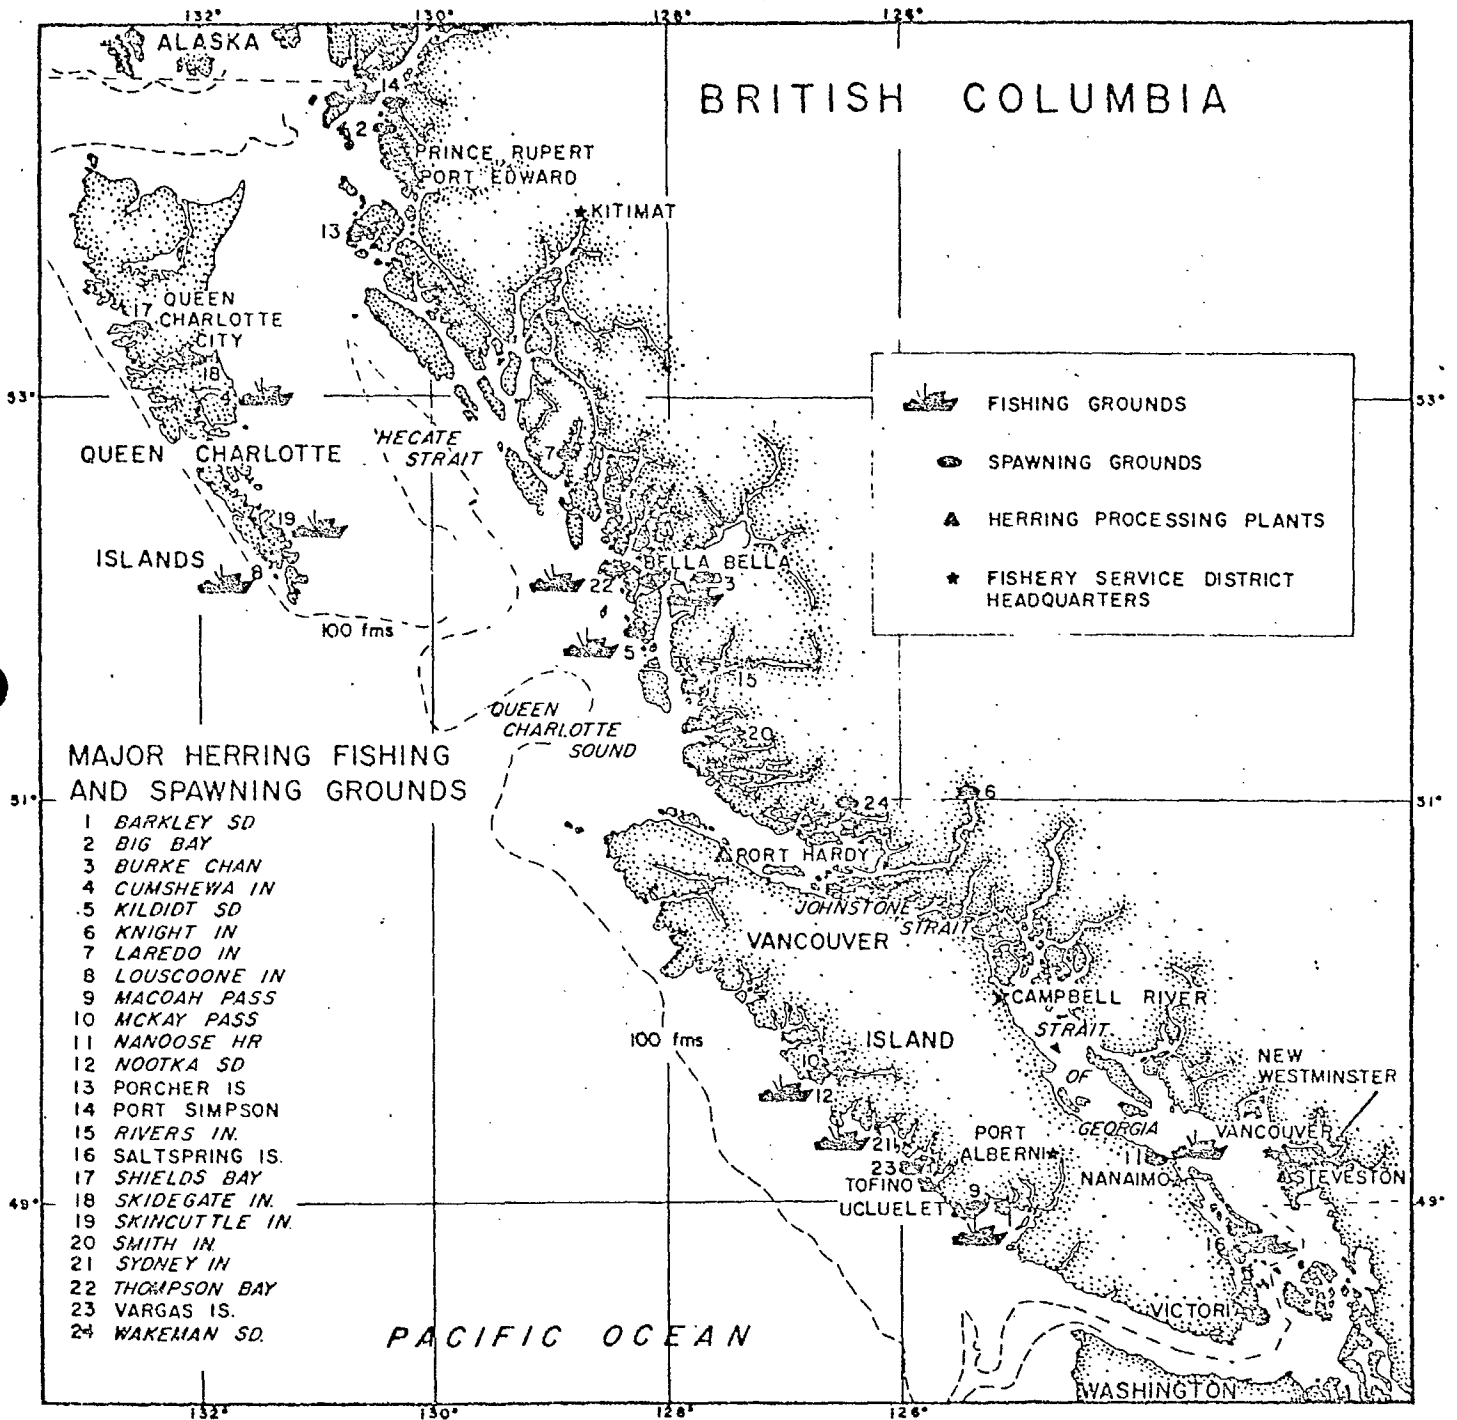 132° 130° 128° 126°
ALASKA
BRITISH COLUMBIA
14
2
PRINCE RUPERT
PORT EDWARD
KITIMAT
13
17
QUEEN
CHARLOTTE
CITY
18
4
53°
53°
FISHING GROUNDS
SPAWNING GROUNDS
HERRING PROCESSING PLANTS
FISHERY SERVICE DISTRICT
HEADQUARTERS
HECATE
STRAIT
QUEEN CHARLOTTE
7
19
ISLANDS
8
BELLA BELLA
22
3
100 fms
5
15
QUEEN
CHARLOTTE
SOUND
20
MAJOR HERRING FISHING
AND SPAWNING GROUNDS
51°
51°
24
6
1 BARKLEY SD
2 BIG BAY
3 BURKE CHAN
4 CUMSHEWA IN
5 KILDIDT SD
6 KNIGHT IN
7 LAREDO IN
8 LOUSCOONE IN
9 MACOAH PASS
10 MCKAY PASS
11 NANOOSE HR
12 NOOTKA SD
13 PORCHER IS
14 PORT SIMPSON
15 RIVERS IN.
16 SALTSPRING IS.
17 SHIELDS BAY
18 SKIDEGATE IN.
19 SKINCUTTLE IN.
20 SMITH IN.
21 SYDNEY IN
22 THOMPSON BAY
23 VARGAS IS.
24 WAKEMAN SD.
PORT HARDY
JOHNSTONE
STRAIT
VANCOUVER
CAMPBELL RIVER
STRAIT
ISLAND
100 fms
OF
NEW
WESTMINSTER
10
12
GEORGIA
VANCOUVER
PORT
ALBERNI
21
11
23
NANAIMO
STEVESTON
TOFINO
9
49°
49°
UCLUELET
1
16
VICTORIA
PACIFIC OCEAN
WASHINGTON
132° 130° 128° 126°